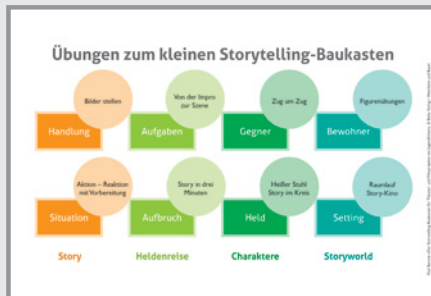 Übungen zum kleinen Storytelling-Baukasten
Bilder stellen
Von der Impro
zur Szene
Zug um Zug
Figurenübungen
Handlung
Aufgaben
Gegner
Bewohner
Aktion – Reaktion
mit Vorbereitung
Story in drei
Minuten
Heißer Stuhl
Story im Kreis
Raumlauf
Story-Kino
Situation
Aufbruch
Held
Setting
Story
Heldenreise
Charaktere
Storyworld